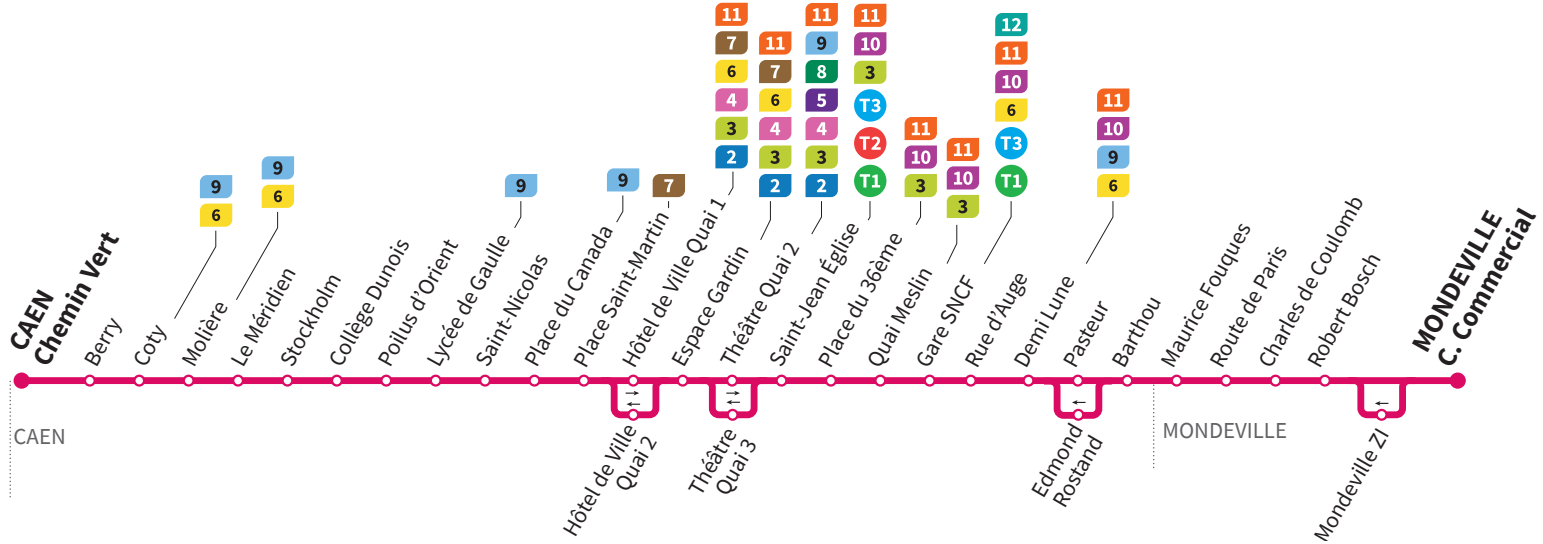 CAEN
Chemin Vert
Berry
Coty
9
6
Molière
9
6
Le Méridien
Stockholm
Collège Dunois
Poilus d'Orient
Lycée de Gaulle
9
Saint-Nicolas
Place du Canada
9
Place Saint-Martin
7
Hôtel de Ville Quai 1
11
7
6
4
3
2
Espace Gardin
11
7
6
4
3
2
Théâtre Quai 2
11
9
8
5
4
3
2
Saint-Jean Église
11
10
3
T3
T2
T1
Place du 36ème
11
10
3
Quai Meslin
11
10
3
Gare SNCF
12
11
10
6
T3
T1
Rue d'Auge
Demi Lune
11
10
9
6
Pasteur
Barthou
Maurice Fouques
Route de Paris
Charles de Coulomb
Robert Bosch
MONDEVILLE
C. Commercial
CAEN
Hôtel de Ville
Quai 2
Théâtre
Quai 3
Edmond
Rostand
MONDEVILLE
Mondeville ZI